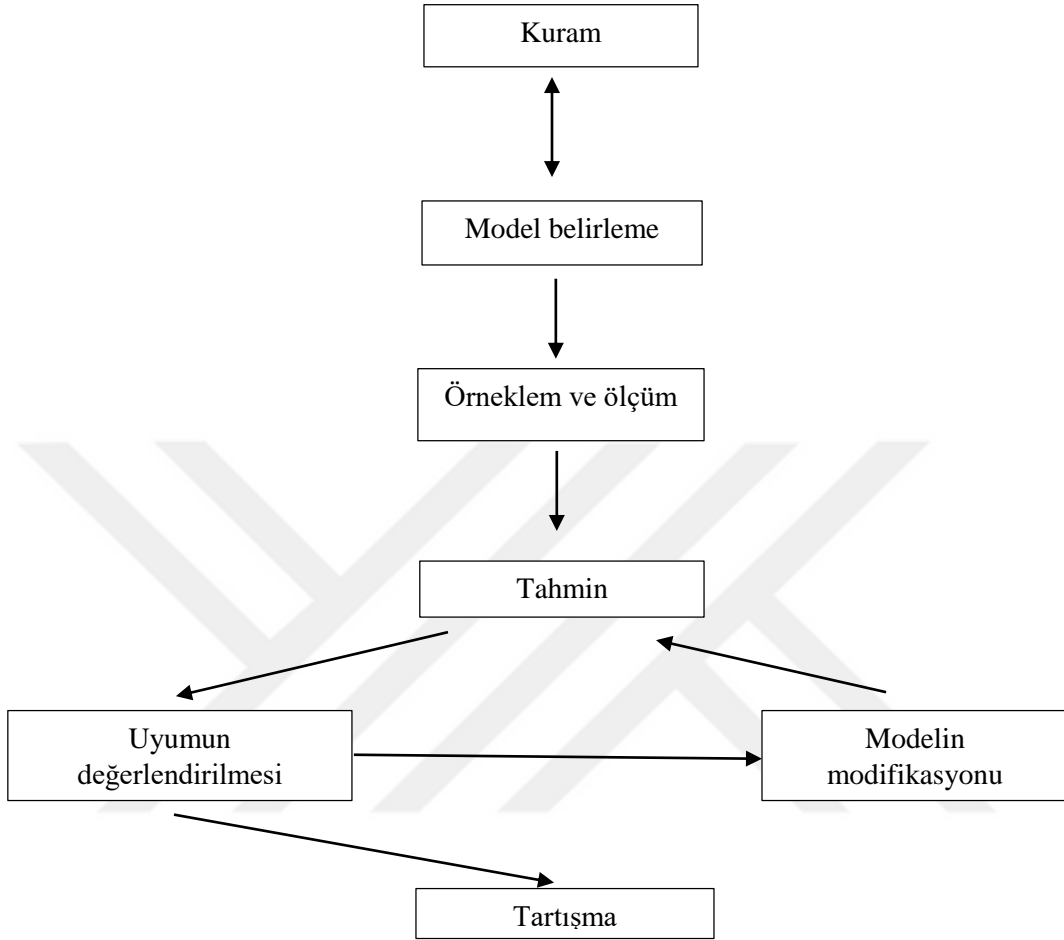 Kuram
Model belirleme
Örneklem ve ölçüm
Tahmin
Uyumun
değerlendirilmesi
Modelin
modifikasyonu
Tartışma